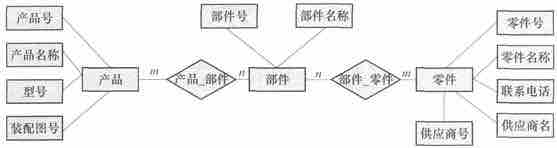 部件号
部件名称
产品号
产品名称
型号
装配图号
产品
m
产品_部件
n
部件
n
部件_零件
m
零件
零件号
零件名称
联系电话
供应商名
供应商号